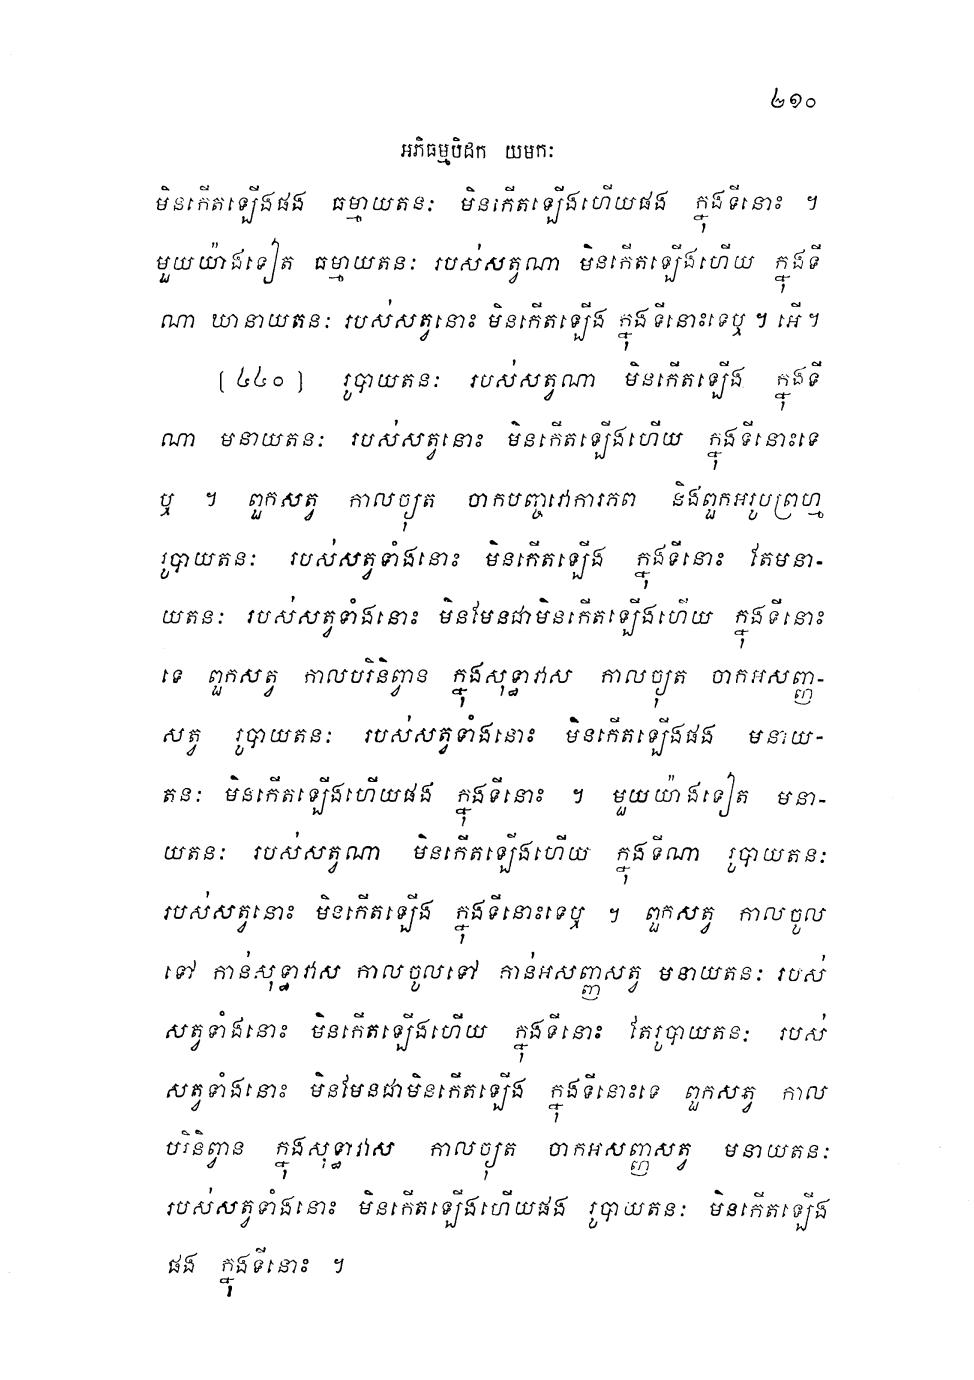 ២១០
អភិធម្មបិដក យមកៈ
មិនកើតឡើងផង ធម្មាយតនៈ មិនកើតឡើងហើយផង ក្នុងទីនោះ ។
មួយយ៉ាងទៀត ធម្មាយតនៈ របស់សត្វណា មិនកើតឡើងហើយ ក្នុងទី
ណា ឃានាយតនៈ របស់សត្វនោះ មិនកើតឡើង ក្នុងទីនោះទេឬ ។ អើ ។
[ ៤៤០ ] រូបាយតនៈ របស់សត្វណា មិនកើតឡើង ក្នុងទី
ណា មនាយតនៈ របស់សត្វនោះ មិនកើតឡើងហើយ ក្នុងទីនោះទេ
ឬ ។ ពួកសត្វ កាលច្យុត ចាកបញ្ចវោការភព និងពួកអរូបព្រហ្ម
រូបាយតនៈ របស់សត្វទាំងនោះ មិនកើតឡើង ក្នុងទីនោះ តែមនា-
យតនៈ របស់សត្វទាំងនោះ មិនមែនជាមិនកើតឡើងហើយ ក្នុងទីនោះ
ទេ ពួកសត្វ កាលបរិនិព្វាន ក្នុងសុទ្ធាវាស កាលច្យុត ចាកអសញ្ញ-
សត្វ រូបាយតនៈ របស់សត្វទាំងនោះ មិនកើតឡើងផង មនាយ-
តនៈ មិនកើតឡើងហើយផង ក្នុងទីនោះ ។ មួយយ៉ាងទៀត មនា-
យតនៈ របស់សត្វណា មិនកើតឡើងហើយ ក្នុងទីណា រូបាយតនៈ
របស់សត្វនោះ មិនកើតឡើង ក្នុងទីនោះទេឬ ។ ពួកសត្វ កាលចូល
ទៅ កាន់សុទ្ធាវាស កាលចូលទៅ កាន់អសញ្ញសត្វ មនាយតនៈ របស់
សត្វទាំងនោះ មិនកើតឡើងហើយ ក្នុងទីនោះ តែរូបាយតនៈ របស់
សត្វទាំងនោះ មិនមែនជាមិនកើតឡើង ក្នុងទីនោះទេ ពួកសត្វ កាល
បរិនិព្វាន ក្នុងសុទ្ធាវាស កាលច្យុត ចាកអសញ្ញសត្វ មនាយតនៈ
របស់សត្វទាំងនោះ មិនកើតឡើងហើយផង រូបាយតនៈ មិនកើតឡើង
ផង ក្នុងទីនោះ ។